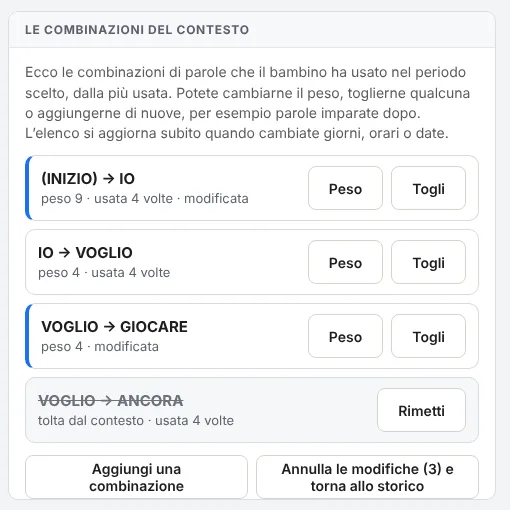 LE COMBINAZIONI DEL CONTESTO
Ecco le combinazioni di parole che il bambino ha usato nel periodo
scelto, dalla più usata. Potete cambiarne il peso, toglierne qualcuna
o aggiungerne di nuove, per esempio parole imparate dopo.
L'elenco si aggiorna subito quando cambiate giorni, orari o date.
(INIZIO) → IO
peso 9 · usata 4 volte · modificata
Peso
Togli
IO → VOGLIO
peso 4 · usata 4 volte
Peso
Togli
VOGLIO → GIOCARE
peso 4 · modificata
Peso
Togli
VOGLIO → ANCORA
tolta dal contesto · usata 4 volte
Rimetti
Aggiungi una
combinazione
Annulla le modifiche (3) e
torna allo storico